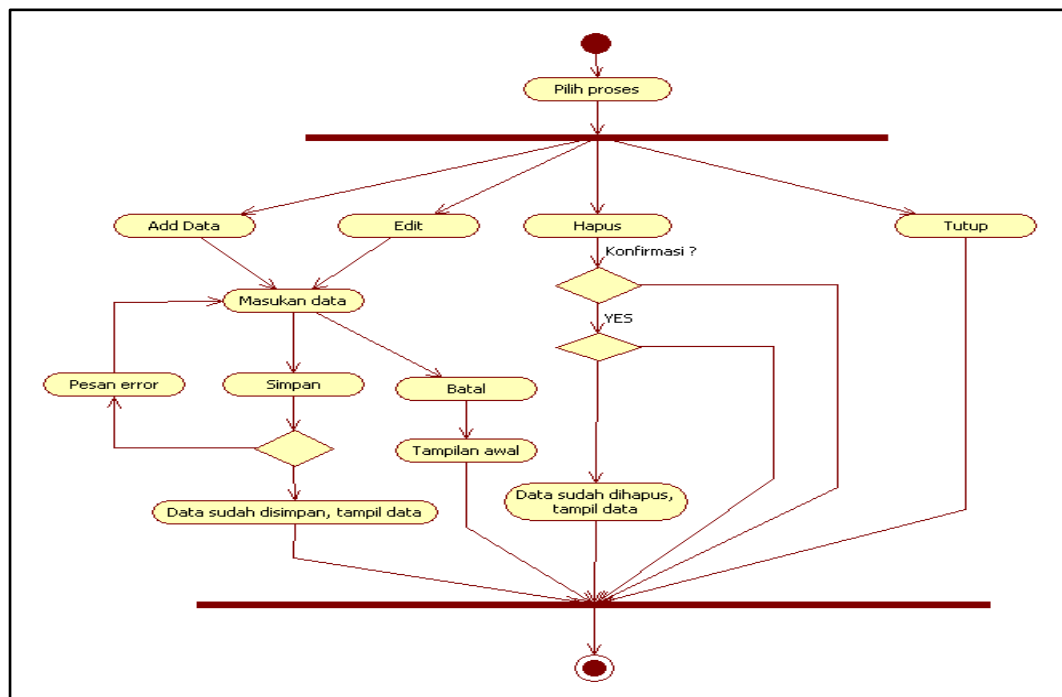 Pilih proses
Add Data
Edit
Hapus
Tutup
Konfirmasi ?
Masukan data
YES
Pesan error
Simpan
Batal
Tampilan awal
Data sudah disimpan, tampil data
Data sudah dihapus,
tampil data